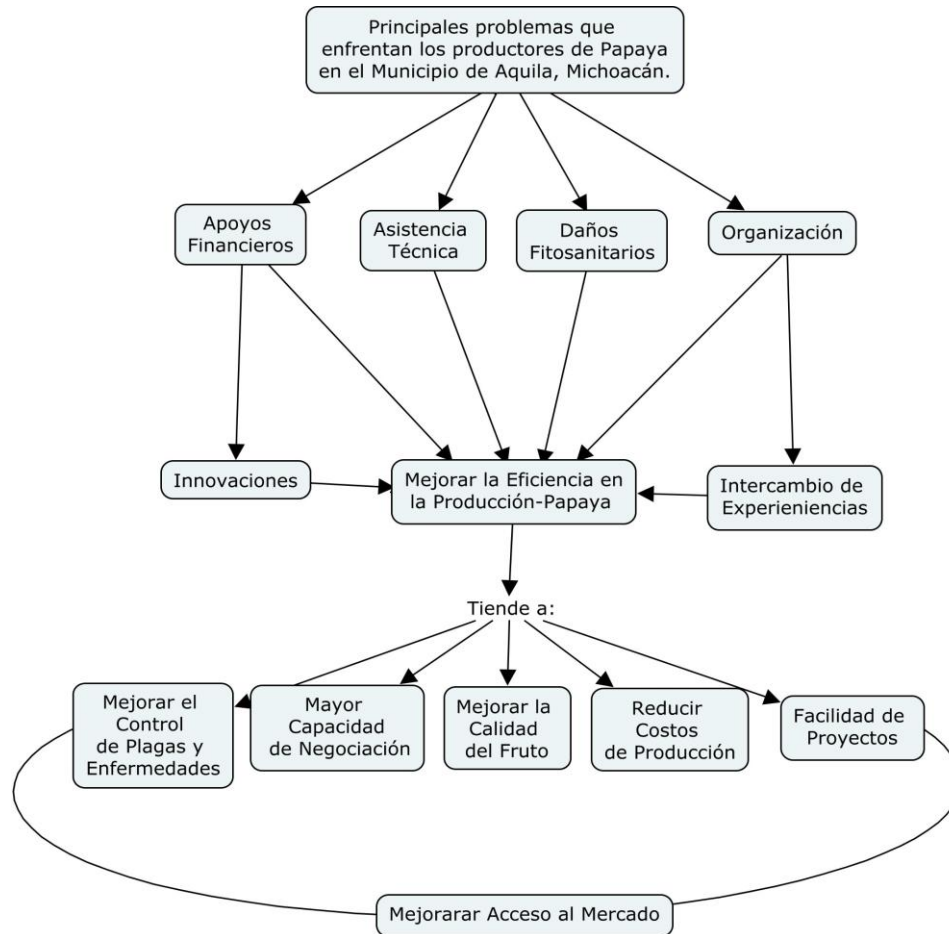 Principales problemas que
enfrentan los productores de Papaya
en el Municipio de Aquila, Michoacán.
Apoyos
Financieros
Asistencia
Técnica
Daños
Fitosanitarios
Organización
Innovaciones
Mejorar la Eficiencia en
la Producción-Papaya
Intercambio de
Experieniencias
Tiende a:
Mejorar el
Control
de Plagas y
Enfermedades
Mayor
Capacidad
de Negociación
Mejorar la
Calidad
del Fruto
Reducir
Costos
de Producción
Facilidad de
Proyectos
Mejorarar Acceso al Mercado